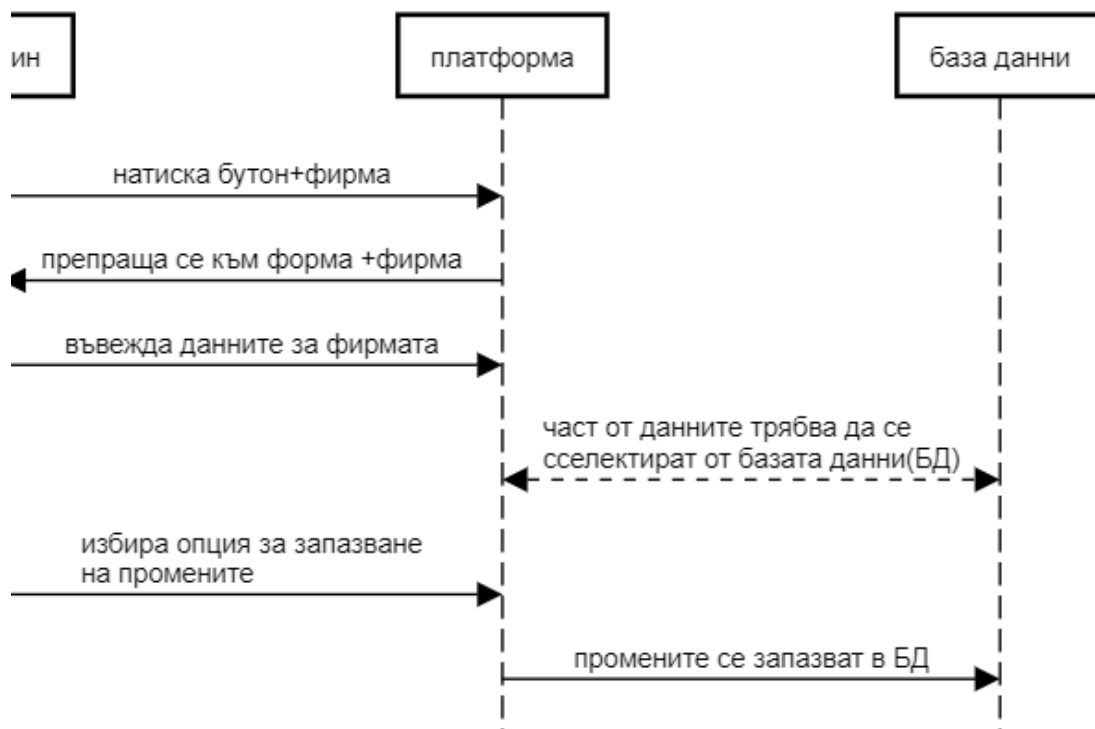 ин
платформа
база данни
натиска бутон+фирма
препраща се към форма +фирма
въвежда данните за фирмата
част от данните трябва да се
сселектират от базата данни(БД)
избира опция за запазване
на промените
промените се запазват в БД